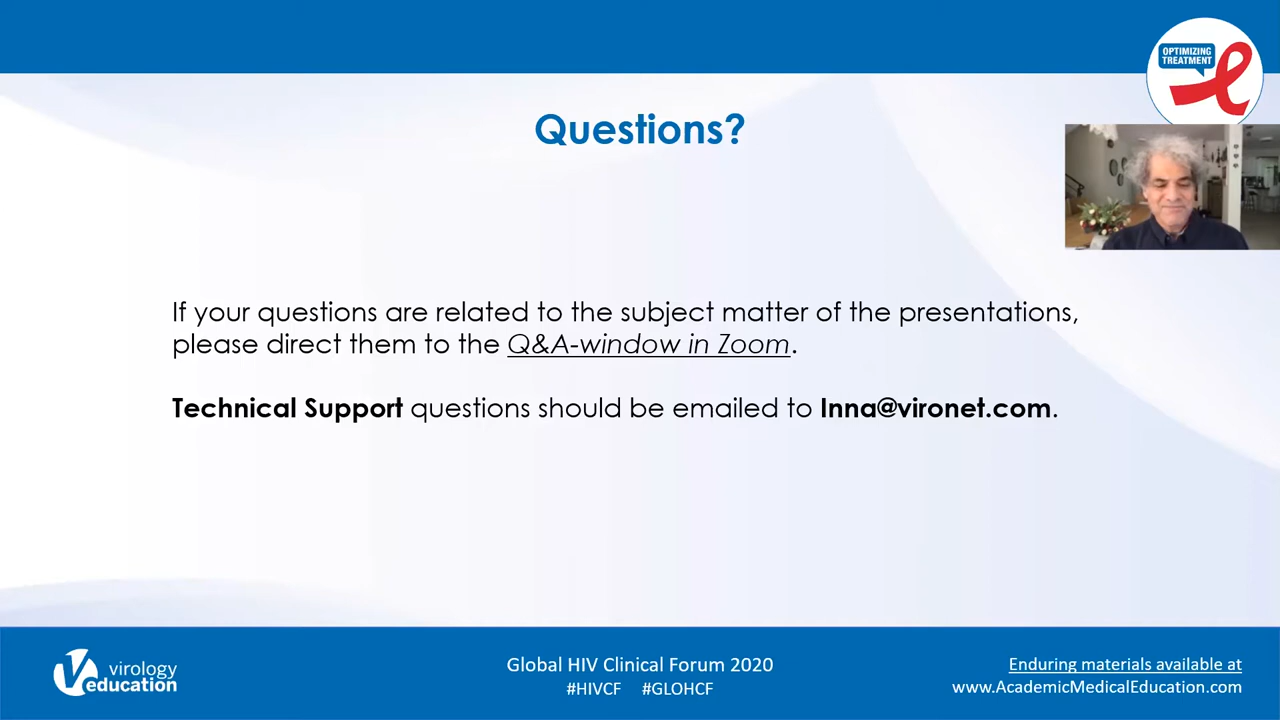 OPTIMIZING
TREATMENT
Questions?
If your questions are related to the subject matter of the presentations,
please direct them to the Q&A-window in Zoom.
Technical Support questions should be emailed to Inna@vironet.com.
virology
education
Global HIV Clinical Forum 2020
#HIVCF #GLOHCF
Enduring materials available at
www.AcademicMedicalEducation.com